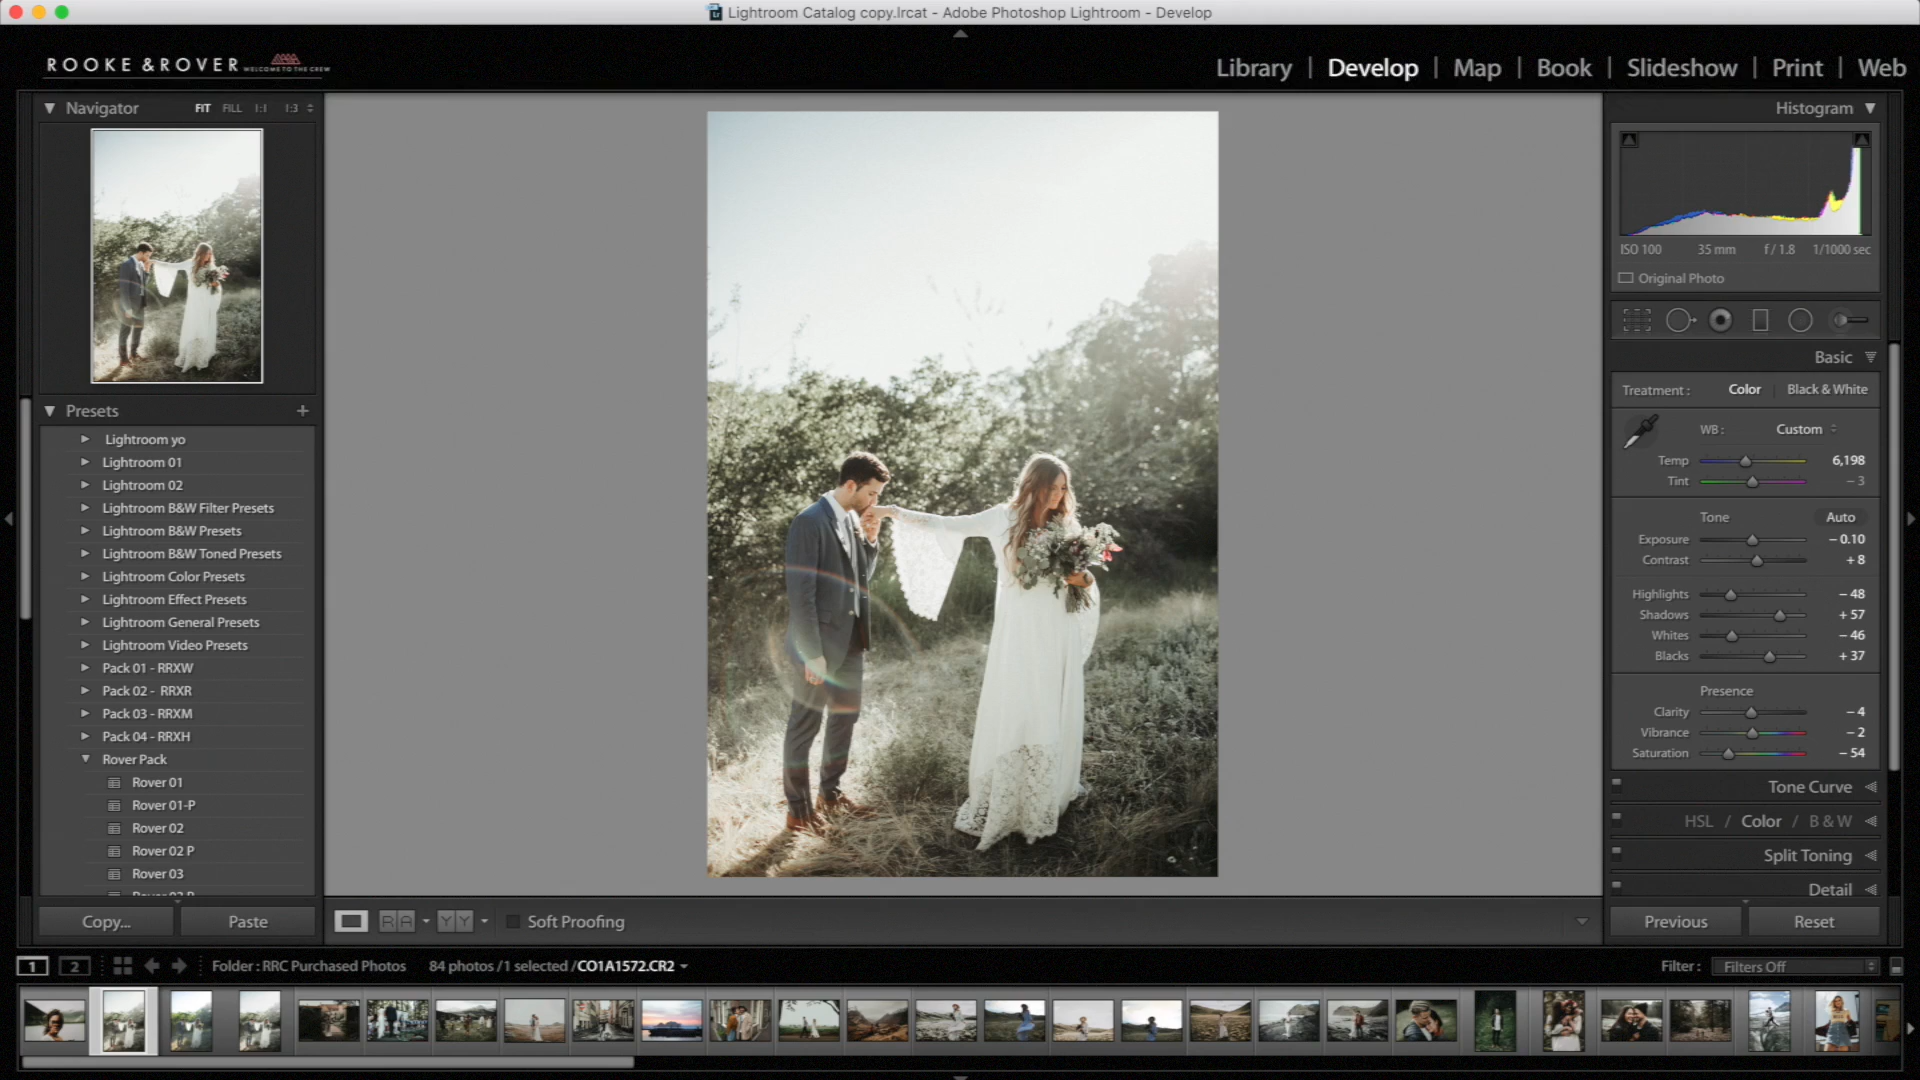 Lightroom Catalog copy.lrcat - Adobe Photoshop Lightroom - Develop
ROOKE & ROVER WELCOME TO THE CREW
Library | Develop | Map | Book | Slideshow | Print | Web
Navigator FIT FILL 1:1 1:3
Histogram
ISO 100 35 mm f / 1.8 1/1000 sec
Original Photo
Basic
Treatment : Color Black & White
WB : Custom
Temp 6,198
Tint – 3
Tone Auto
Exposure – 0.10
Contrast + 8
Highlights – 48
Shadows + 57
Whites – 46
Blacks + 37
Presence
Clarity – 4
Vibrance – 2
Saturation – 54
Tone Curve
HSL / Color / B & W
Split Toning
Detail
Previous Reset
Presets +
Lightroom yo
Lightroom 01
Lightroom 02
Lightroom B&W Filter Presets
Lightroom B&W Presets
Lightroom B&W Toned Presets
Lightroom Color Presets
Lightroom Effect Presets
Lightroom General Presets
Lightroom Video Presets
Pack 01 - RRXW
Pack 02 - RRXR
Pack 03 - RRXM
Pack 04 - RRXH
Rover Pack
Rover 01
Rover 01-P
Rover 02
Rover 02 P
Rover 03
Copy... Paste
R A Y Y Soft Proofing
1 2 Folder : RRC Purchased Photos 84 photos /1 selected /CO1A1572.CR2
Filter : Filters Off